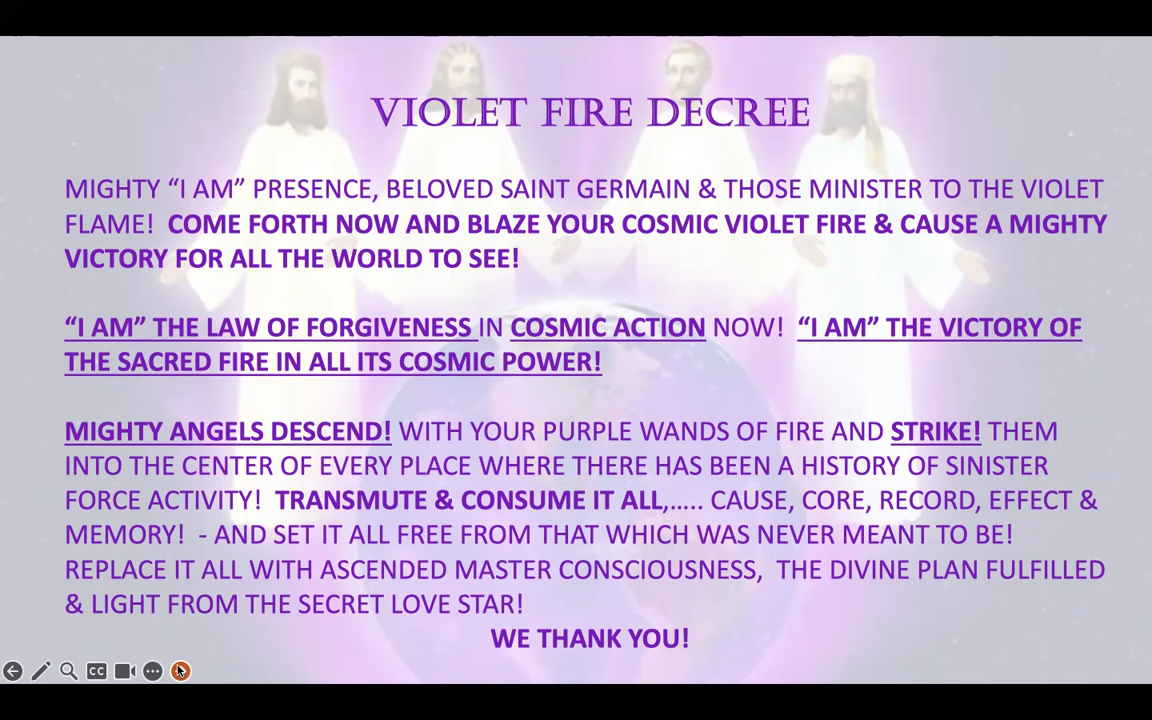 VIOLET FIRE DECREE
MIGHTY “I AM” PRESENCE, BELOVED SAINT GERMAIN & THOSE MINISTER TO THE VIOLET
FLAME!  COME FORTH NOW AND BLAZE YOUR COSMIC VIOLET FIRE & CAUSE A MIGHTY
VICTORY FOR ALL THE WORLD TO SEE!
“I AM” THE LAW OF FORGIVENESS IN COSMIC ACTION NOW!  “I AM” THE VICTORY OF
THE SACRED FIRE IN ALL ITS COSMIC POWER!
MIGHTY ANGELS DESCEND! WITH YOUR PURPLE WANDS OF FIRE AND STRIKE! THEM
INTO THE CENTER OF EVERY PLACE WHERE THERE HAS BEEN A HISTORY OF SINISTER
FORCE ACTIVITY!  TRANSMUTE & CONSUME IT ALL,..... CAUSE, CORE, RECORD, EFFECT &
MEMORY!  - AND SET IT ALL FREE FROM THAT WHICH WAS NEVER MEANT TO BE!
REPLACE IT ALL WITH ASCENDED MASTER CONSCIOUSNESS,  THE DIVINE PLAN FULFILLED
& LIGHT FROM THE SECRET LOVE STAR!
WE THANK YOU!
CC